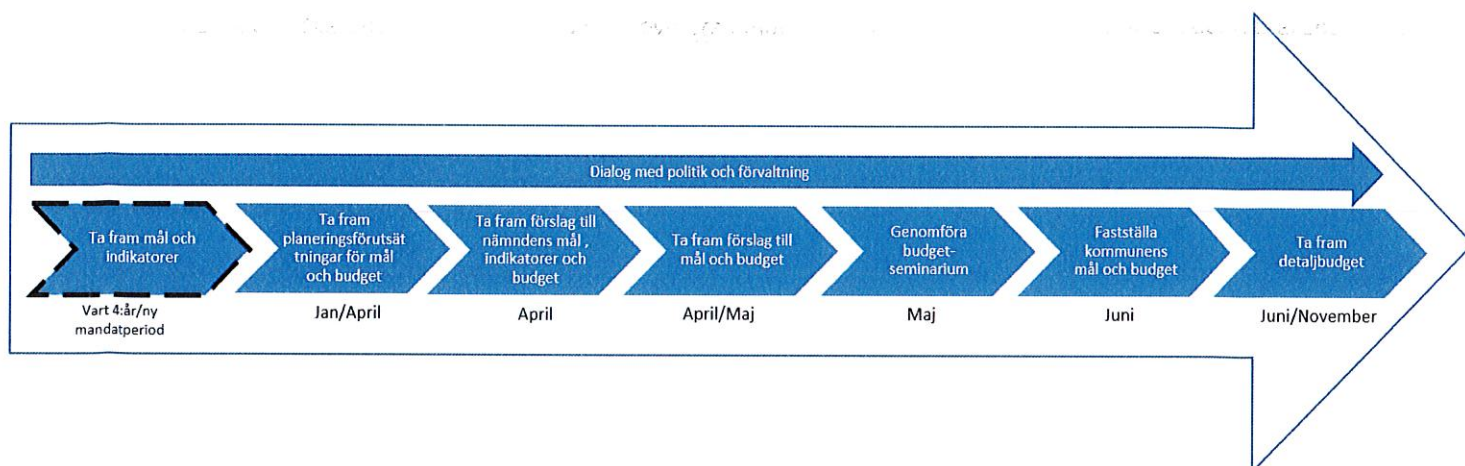 Dialog med politik och förvaltning
Ta fram mål och
indikatorer
Vart 4:år/ny
mandatperiod
Ta fram
planeringsförutsät
tningar för mål
och budget
Jan/April
Ta fram förslag till
nämndens mål ,
indikatorer och
budget
April
Ta fram förslag till
mål och budget
April/Maj
Genomföra
budget-
seminarium
Maj
Fastställa
kommunens
mål och budget
Juni
Ta fram
detaljbudget
Juni/November